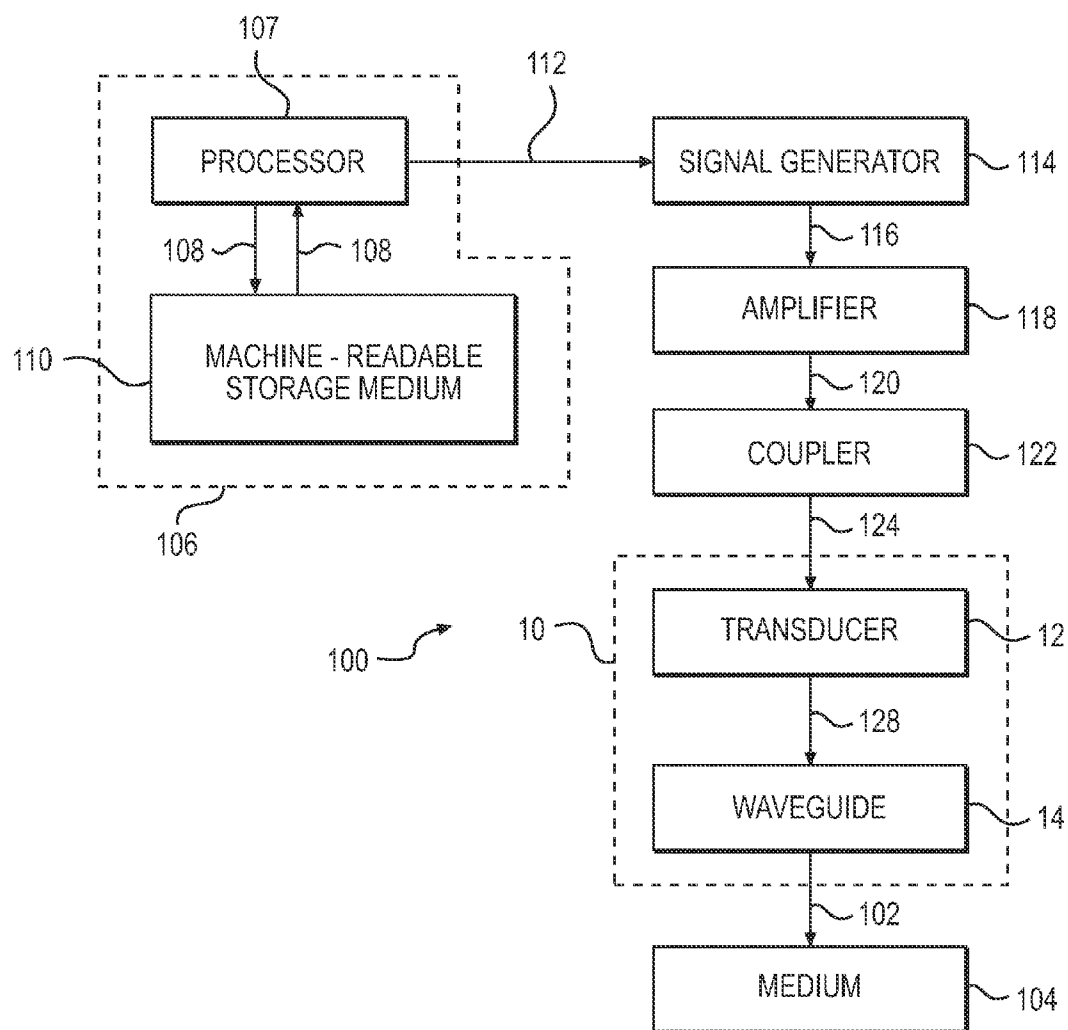 107
112
PROCESSOR
SIGNAL GENERATOR
114
108
108
116
AMPLIFIER
118
110
MACHINE - READABLE
STORAGE MEDIUM
120
COUPLER
122
106
124
10
TRANSDUCER
12
100
128
WAVEGUIDE
14
102
MEDIUM
104